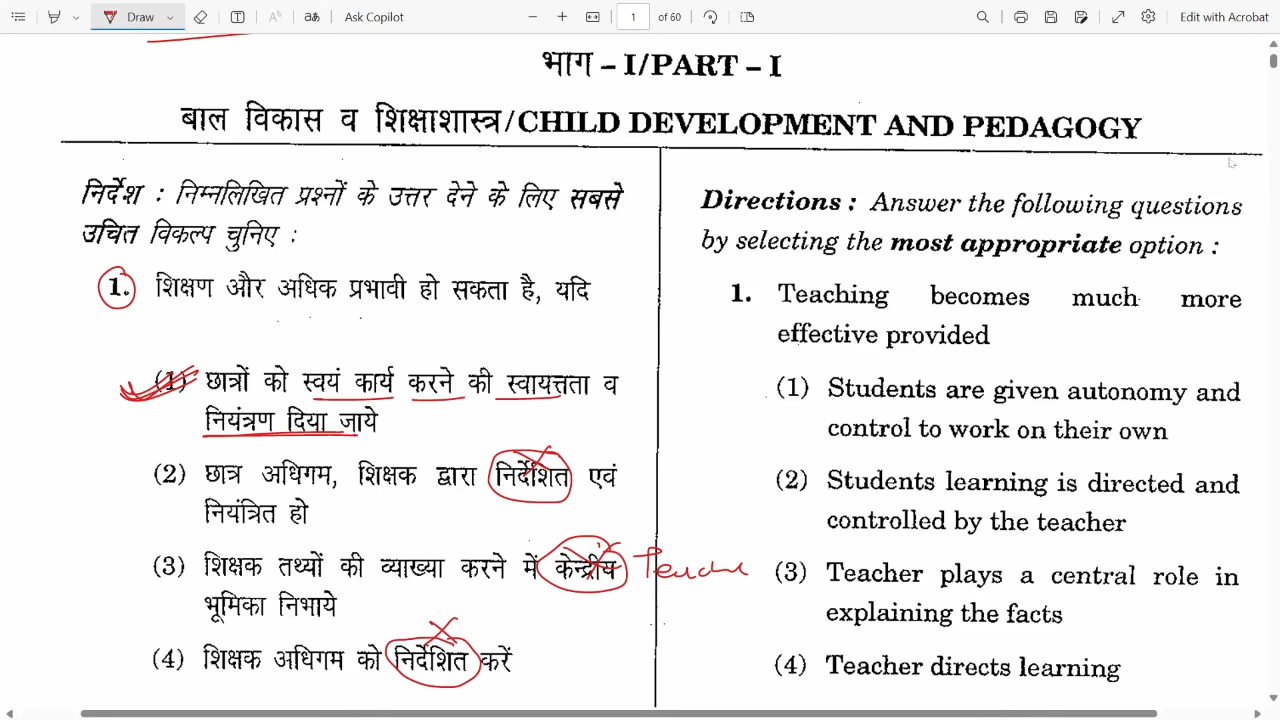 Draw
Ask Copilot
1 of 60
Edit with Acrobat
भाग – I/PART – I
बाल विकास व शिक्षाशास्त्र/CHILD DEVELOPMENT AND PEDAGOGY
निर्देश : निम्नलिखित प्रश्नों के उत्तर देने के लिए सबसे
उचित विकल्प चुनिए :
1. शिक्षण और अधिक प्रभावी हो सकता है, यदि
(1) छात्रों को स्वयं कार्य करने की स्वायत्तता व
नियंत्रण दिया जाये
(2) छात्र अधिगम, शिक्षक द्वारा निर्देशित एवं
नियंत्रित हो
(3) शिक्षक तथ्यों की व्याख्या करने में केन्द्रीय
भूमिका निभाये
(4) शिक्षक अधिगम को निर्देशित करें
Directions : Answer the following questions
by selecting the most appropriate option :
1. Teaching becomes much more
effective provided
(1) Students are given autonomy and
control to work on their own
(2) Students learning is directed and
controlled by the teacher
(3) Teacher plays a central role in
explaining the facts
(4) Teacher directs learning